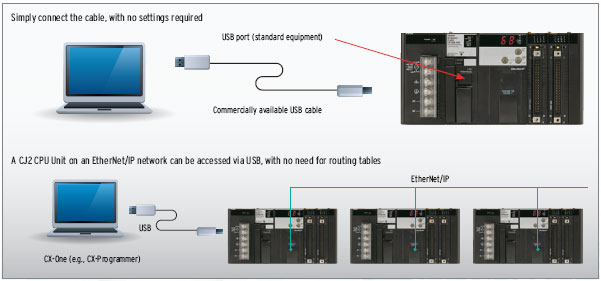 Simply connect the cable, with no settings required
USB port (standard equipment)
Commercially available USB cable
A CJ2 CPU Unit on an EtherNet/IP network can be accessed via USB, with no need for routing tables
EtherNet/IP
USB
CX-One (e.g., CX-Programmer)